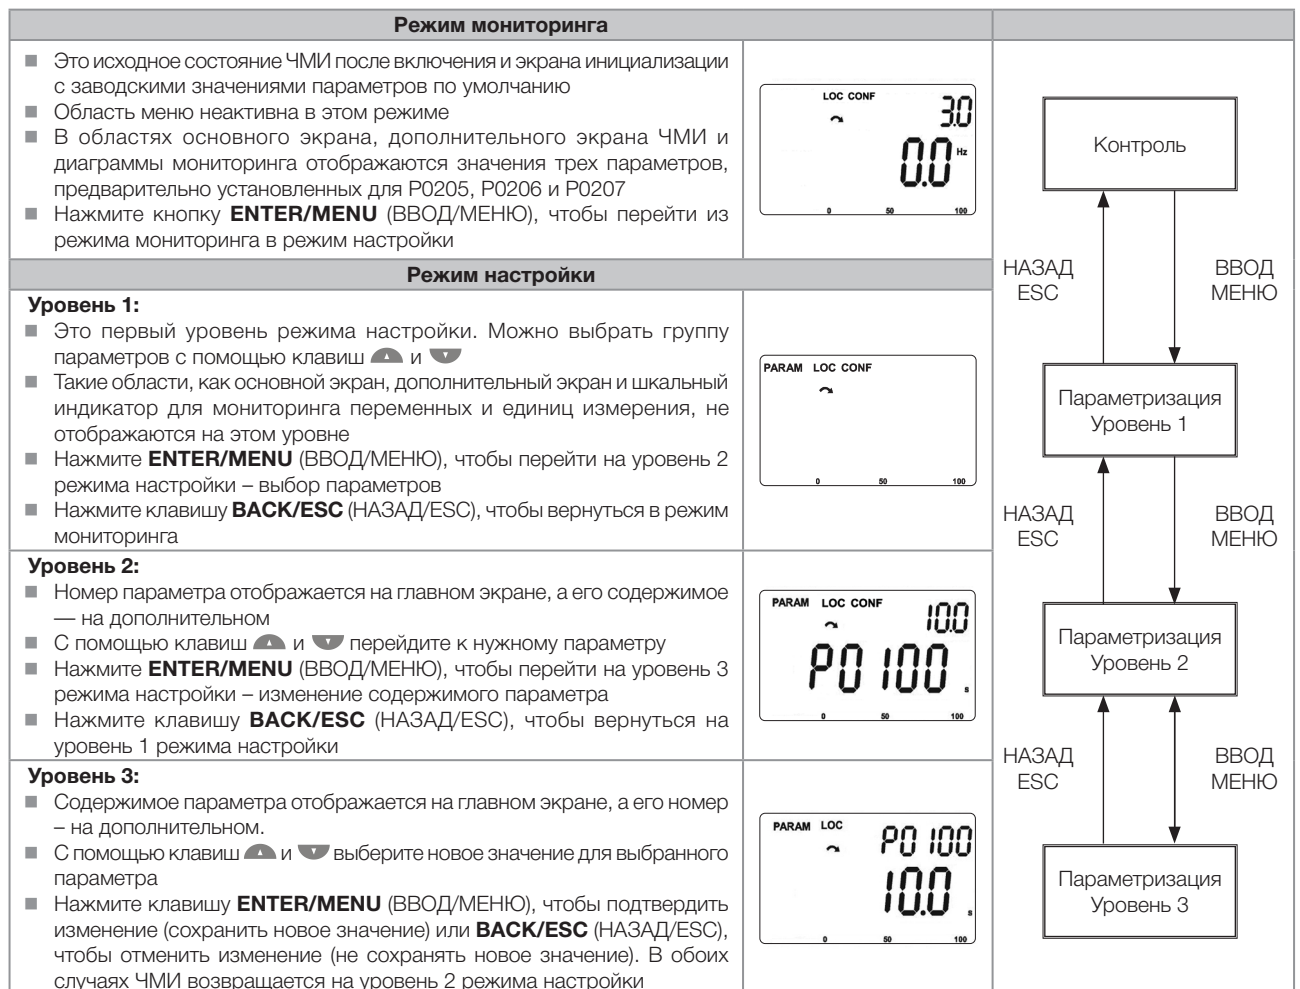 Режим мониторинга
Это исходное состояние ЧМИ после включения и экрана инициализации
с заводскими значениями параметров по умолчанию
Область меню неактивна в этом режиме
В областях основного экрана, дополнительного экрана ЧМИ и
диаграммы мониторинга отображаются значения трех параметров,
предварительно установленных для P0205, P0206 и P0207
Нажмите кнопку ENTER/MENU (ВВОД/МЕНЮ), чтобы перейти из
режима мониторинга в режим настройки
LOC CONF
3.0
0.0 Hz
0 50 100
Режим настройки
Уровень 1:
Это первый уровень режима настройки. Можно выбрать группу
параметров с помощью клавиш и
Такие области, как основной экран, дополнительный экран и шкальный
индикатор для мониторинга переменных и единиц измерения, не
отображаются на этом уровне
Нажмите ENTER/MENU (ВВОД/МЕНЮ), чтобы перейти на уровень 2
режима настройки – выбор параметров
Нажмите клавишу BACK/ESC (НАЗАД/ESC), чтобы вернуться в режим
мониторинга
PARAM LOC CONF
0 50 100
Уровень 2:
Номер параметра отображается на главном экране, а его содержимое
— на дополнительном
С помощью клавиш и перейдите к нужному параметру
Нажмите ENTER/MENU (ВВОД/МЕНЮ), чтобы перейти на уровень 3
режима настройки – изменение содержимого параметра
Нажмите клавишу BACK/ESC (НАЗАД/ESC), чтобы вернуться на
уровень 1 режима настройки
PARAM LOC CONF
10.0
P0100 s
0 50 100
Уровень 3:
Содержимое параметра отображается на главном экране, а его номер
– на дополнительном.
С помощью клавиш и выберите новое значение для выбранного
параметра
Нажмите клавишу ENTER/MENU (ВВОД/МЕНЮ), чтобы подтвердить
изменение (сохранить новое значение) или BACK/ESC (НАЗАД/ESC),
чтобы отменить изменение (не сохранять новое значение). В обоих
случаях ЧМИ возвращается на уровень 2 режима настройки
PARAM LOC
P0100
10.0 s
0 50 100
Контроль
НАЗАД
ESC
ВВОД
МЕНЮ
Параметризация
Уровень 1
НАЗАД
ESC
ВВОД
МЕНЮ
Параметризация
Уровень 2
НАЗАД
ESC
ВВОД
МЕНЮ
Параметризация
Уровень 3